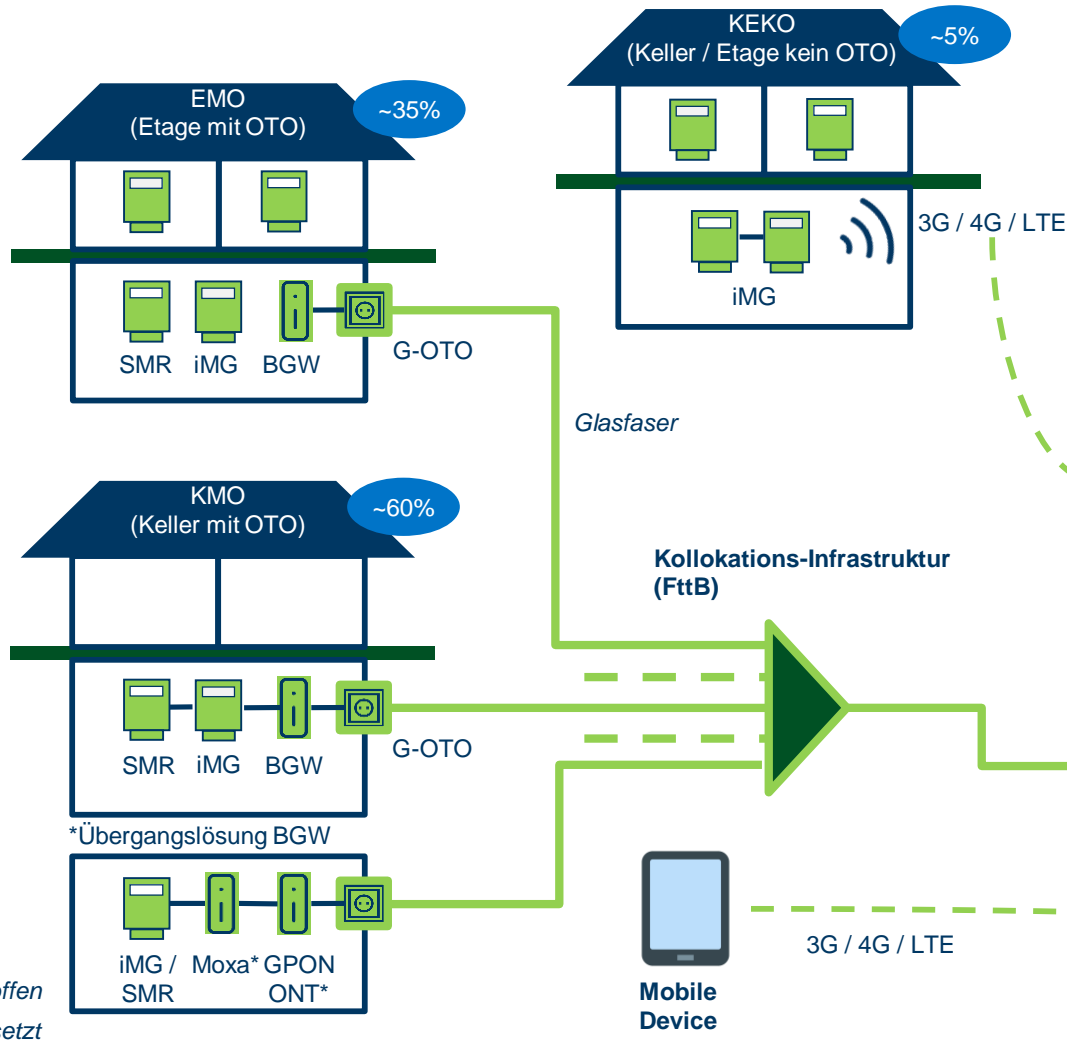 KEKO
(Keller / Etage kein OTO)
~5%
EMO
(Etage mit OTO)
~35%
3G / 4G / LTE
iMG
SMR iMG BGW
G-OTO
Glasfaser
KMO
(Keller mit OTO)
~60%
Kollokations-Infrastruktur
(FttB)
SMR iMG BGW
G-OTO
*Übergangslösung BGW
iMG /
SMR
Moxa* GPON
ONT*
3G / 4G / LTE
Mobile
Device
ffen
setzt